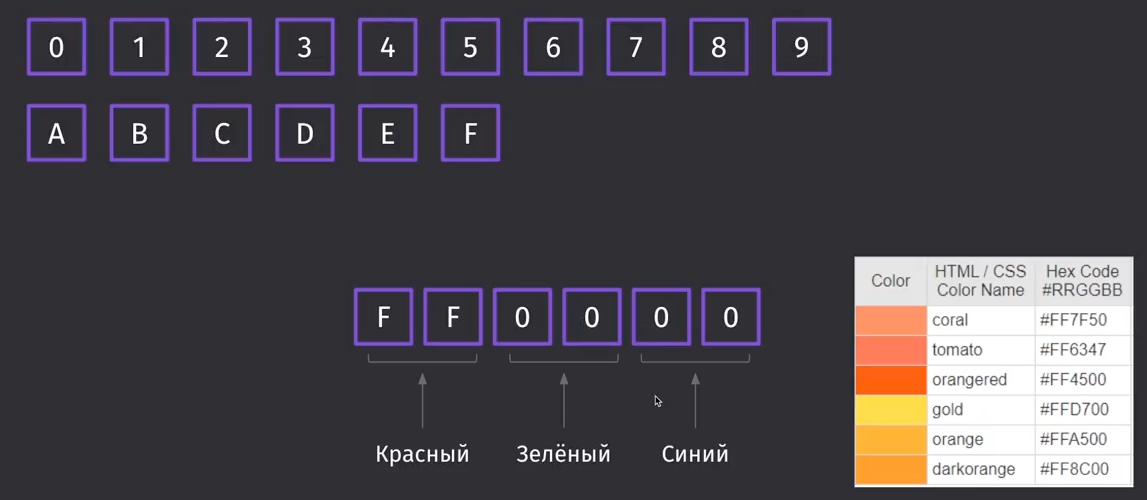 0 1 2 3 4 5 6 7 8 9
A B C D E F
F F 0 0 0 0
Красный Зелёный Синий
Color HTML / CSS Color Name Hex Code #RRGGBB
coral #FF7F50
tomato #FF6347
orangered #FF4500
gold #FFD700
orange #FFA500
darkorange #FF8C00